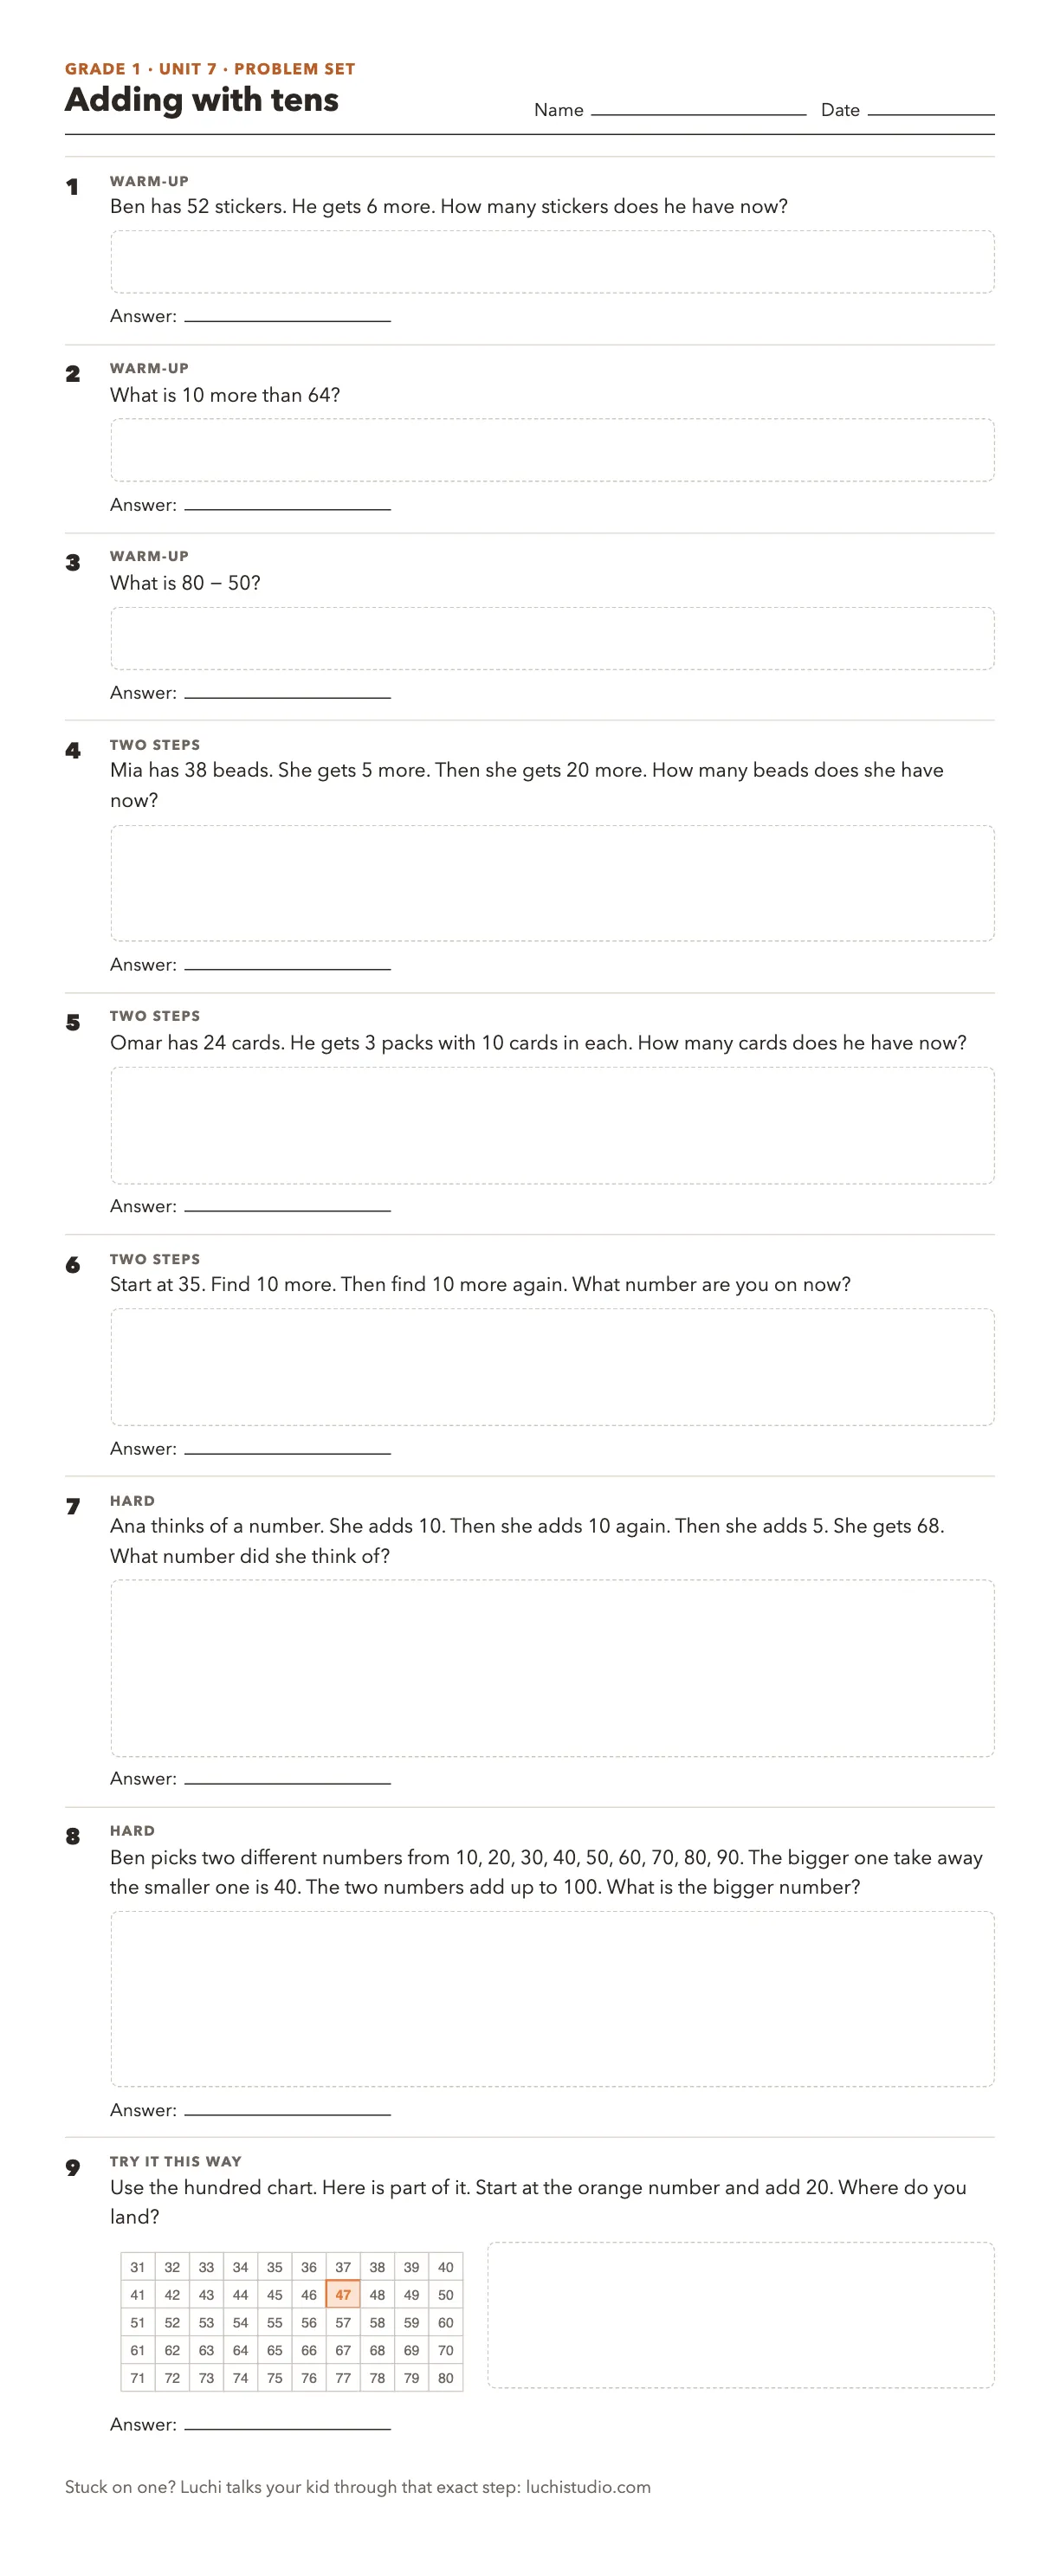 GRADE 1 · UNIT 7 · PROBLEM SET
Adding with tens
Name Date
1
WARM-UP
Ben has 52 stickers. He gets 6 more. How many stickers does he have now?
Answer:
2
WARM-UP
What is 10 more than 64?
Answer:
3
WARM-UP
What is 80 − 50?
Answer:
4
TWO STEPS
Mia has 38 beads. She gets 5 more. Then she gets 20 more. How many beads does she have
now?
Answer:
5
TWO STEPS
Omar has 24 cards. He gets 3 packs with 10 cards in each. How many cards does he have now?
Answer:
6
TWO STEPS
Start at 35. Find 10 more. Then find 10 more again. What number are you on now?
Answer:
7
HARD
Ana thinks of a number. She adds 10. Then she adds 10 again. Then she adds 5. She gets 68.
What number did she think of?
Answer:
8
HARD
Ben picks two different numbers from 10, 20, 30, 40, 50, 60, 70, 80, 90. The bigger one take away
the smaller one is 40. The two numbers add up to 100. What is the bigger number?
Answer:
9
TRY IT THIS WAY
Use the hundred chart. Here is part of it. Start at the orange number and add 20. Where do you
land?
31 32 33 34 35 36 37 38 39 40
41 42 43 44 45 46 47 48 49 50
51 52 53 54 55 56 57 58 59 60
61 62 63 64 65 66 67 68 69 70
71 72 73 74 75 76 77 78 79 80
Answer:
Stuck on one? Luchi talks your kid through that exact step: luchistudio.com